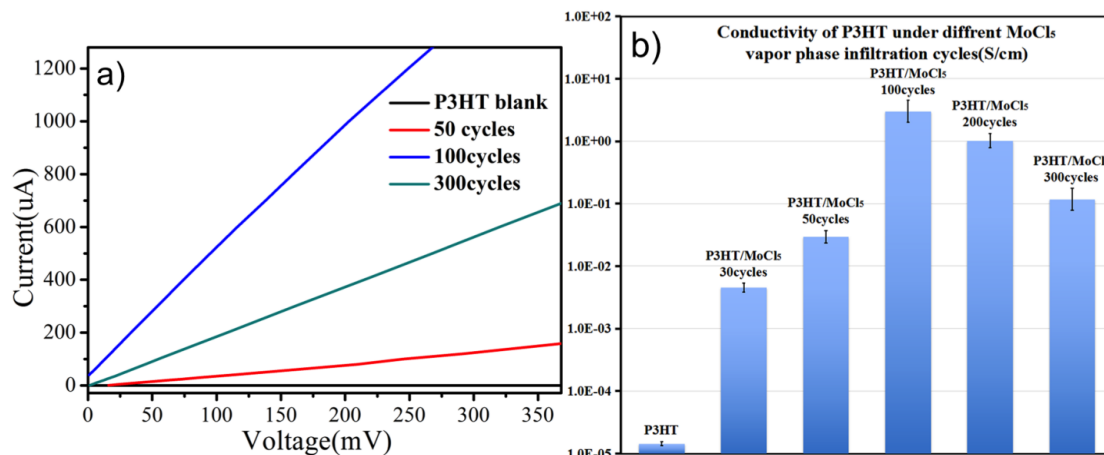 a)
1200
1000
800
600
400
200
0
Current(uA)
P3HT blank
50 cycles
100cycles
300cycles
0
50
100
150
200
250
300
350
Voltage(mV)
b)
Conductivity of P3HT under diffrent MoCl5
vapor phase infiltration cycles(S/cm)
1.0E+02
1.0E+01
1.0E+00
1.0E-01
1.0E-02
1.0E-03
1.0E-04
1.0E-05
P3HT
P3HT/MoCl5
30cycles
P3HT/MoCl5
50cycles
P3HT/MoCl5
100cycles
P3HT/MoCl5
200cycles
P3HT/MoCl5
300cycles